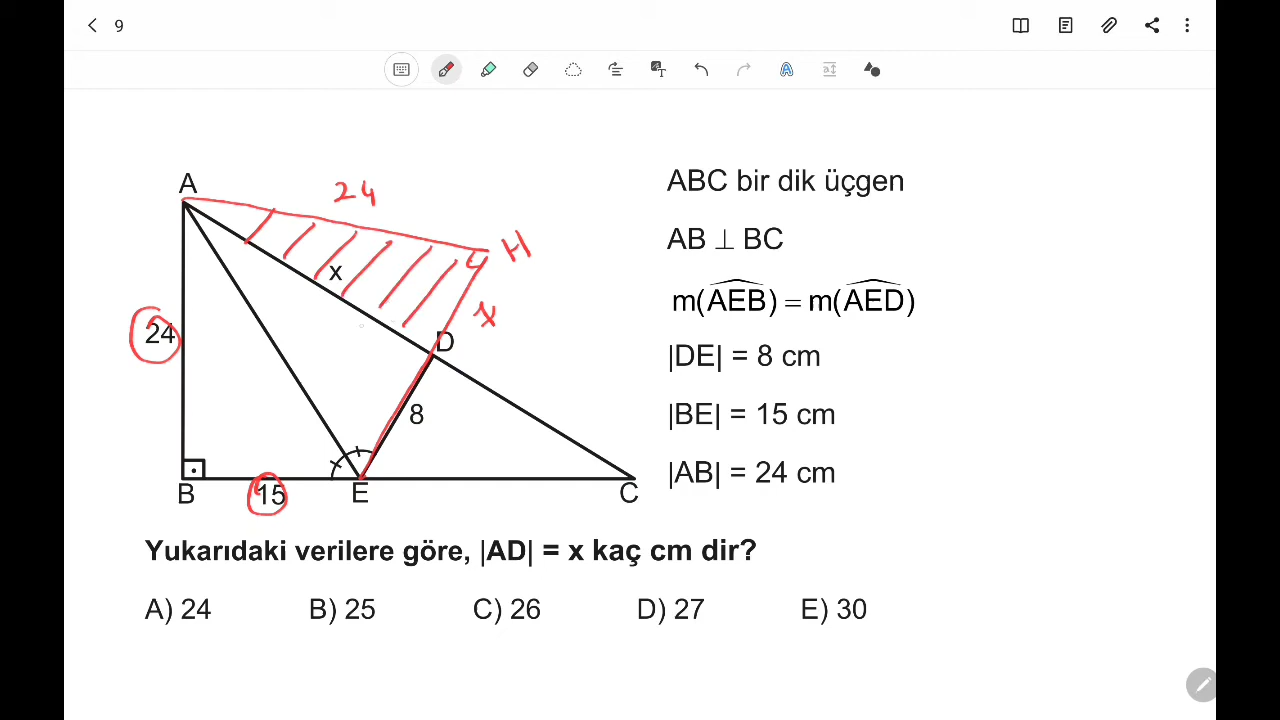 9
A
24
H
ABC bir dik üçgen
AB ⊥ BC
x
m(AEB) = m(AED)
x
24
D
|DE| = 8 cm
8
|BE| = 15 cm
|AB| = 24 cm
B
15
E
C
Yukarıdaki verilere göre, |AD| = x kaç cm dir?
A) 24 B) 25 C) 26 D) 27 E) 30